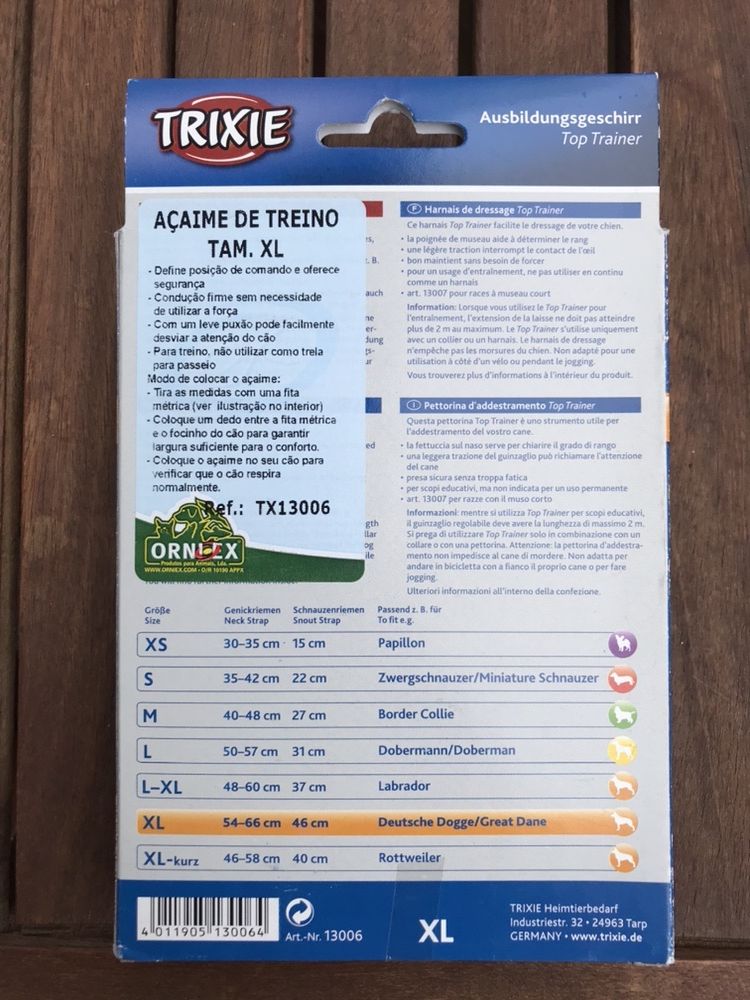 TRIXIE
Ausbildungsgeschirr
Top Trainer
AÇAIME DE TREINO
TAM. XL
- Define posição de comando e oferece
segurança
- Condução firme sem necessidade
de utilizar a força
- Com um leve puxão pode facilmente
desviar a atenção do cão
- Para treino, não utilizar como trela
para passeio
Modo de colocar o açaime:
- Tira as medidas com uma fita
métrica (ver ilustração no interior)
- Coloque um dedo entre a fita métrica
e o focinho do cão para garantir
largura suficiente para o conforto.
- Coloque o açaime no seu cão para
verificar que o cão respira
normalmente.
Ref.: TX13006
ORNIEX
Produtos para Animais, Lda.
WWW.ORNIEX.COM • O/R 10190 APPX
F Harnais de dressage Top Trainer
Ce harnais Top Trainer facilite le dressage de votre chien.
• la poignée de museau aide à déterminer le rang
• une légère traction interrompt le contact de l'œil
• bon maintient sans besoin de forcer
• pour un usage d'entraînement, ne pas utiliser en continu
comme un harnais
• art. 13007 pour races à museau court
Information: Lorsque vous utilisez le Top Trainer pour
l'entraînement, l'extension de la laisse ne doit pas atteindre
plus de 2 m au maximum. Le Top Trainer s'utilise uniquement
avec un collier ou un harnais. Le harnais de dressage
n'empêche pas les morsures du chien. Non adapté pour une
utilisation à côté d'un vélo ou pendant le jogging.
Vous trouverez plus d'informations à l'intérieur du produit.
I Pettorina d'addestramento Top Trainer
Questa pettorina Top Trainer è uno strumento utile per
l'addestramento del vostro cane.
• la fettuccia sul naso serve per chiarire il grado di rango
• una leggera trazione del guinzaglio può richiamare l'attenzione
del cane
• presa sicura senza troppa fatica
• per scopi educativi, ma non indicata per un uso permanente
• art. 13007 per razze con il muso corto
Informazioni: mentre si utilizza Top Trainer per scopi educativi,
il guinzaglio regolabile deve avere la lunghezza di massimo 2 m.
Si prega di utilizzare Top Trainer solo in combinazione con un
collare o con una pettorina. Attenzione: la pettorina d'addestra-
mento non impedisce al cane di mordere. Non adatta per
andare in bicicletta con a fianco il proprio cane o per fare
jogging.
Ulteriori informazioni all'interno della confezione.
Größe Genickriemen Schnauzenriemen Passend z. B. für
Size Neck Strap Snout Strap To fit e.g.
XS 30–35 cm 15 cm Papillon
S 35–42 cm 22 cm Zwergschnauzer/Miniature Schnauzer
M 40–48 cm 27 cm Border Collie
L 50–57 cm 31 cm Dobermann/Doberman
L–XL 48–60 cm 37 cm Labrador
XL 54–66 cm 46 cm Deutsche Dogge/Great Dane
XL-kurz 46–58 cm 40 cm Rottweiler
4 011905 130064
Art.-Nr. 13006
XL
TRIXIE Heimtierbedarf
Industriestr. 32 • 24963 Tarp
GERMANY • www.trixie.de